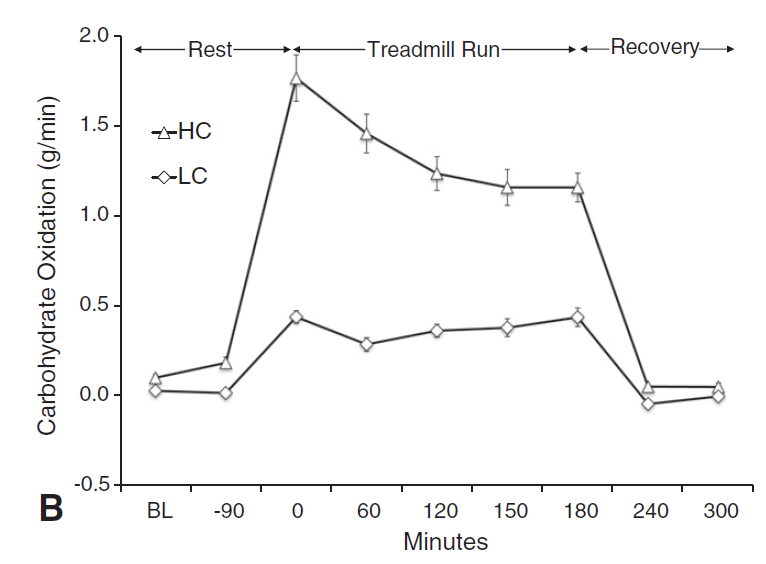 2.0
Rest
Treadmill Run
Recovery
1.5
HC
LC
1.0
0.5
0.0
-0.5
Carbohydrate Oxidation (g/min)
B
BL -90 0 60 120 150 180 240 300
Minutes